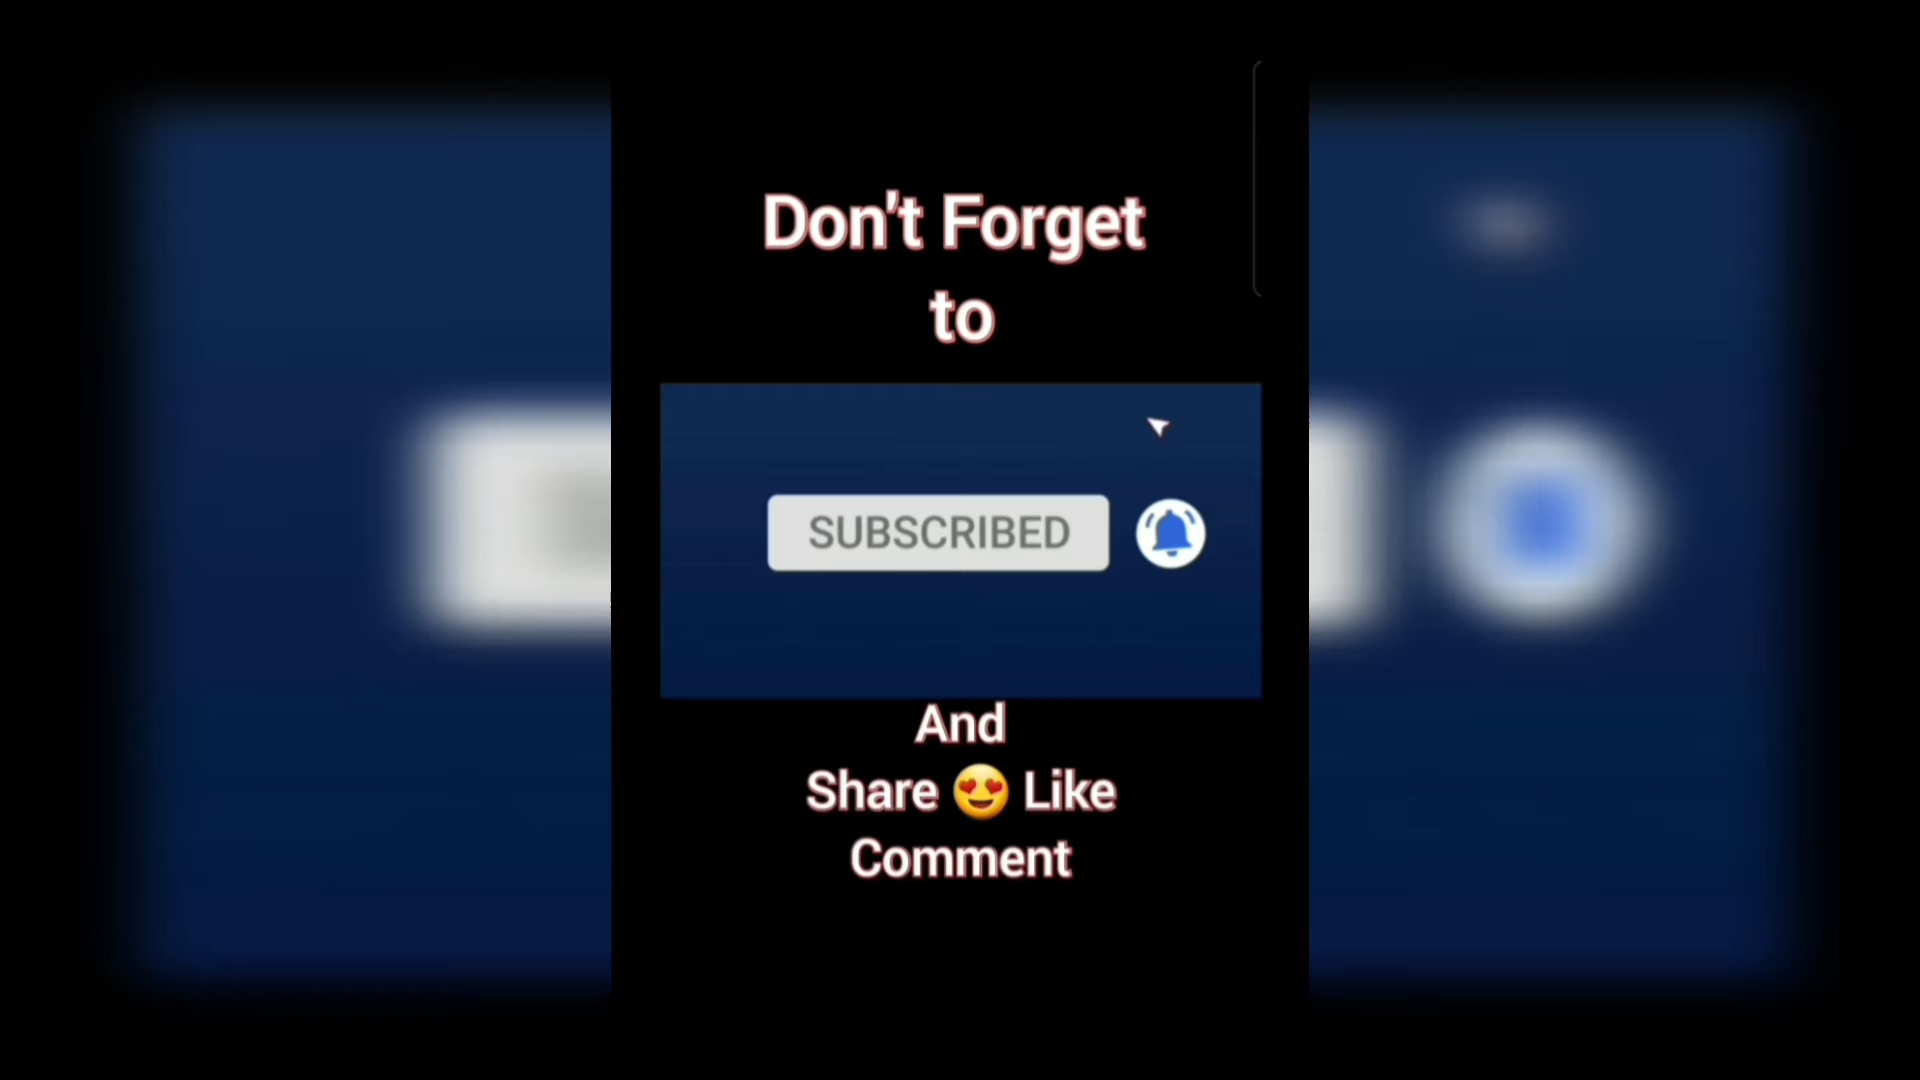 Don't Forget
to
SUBSCRIBED
And
Share 😍 Like
Comment